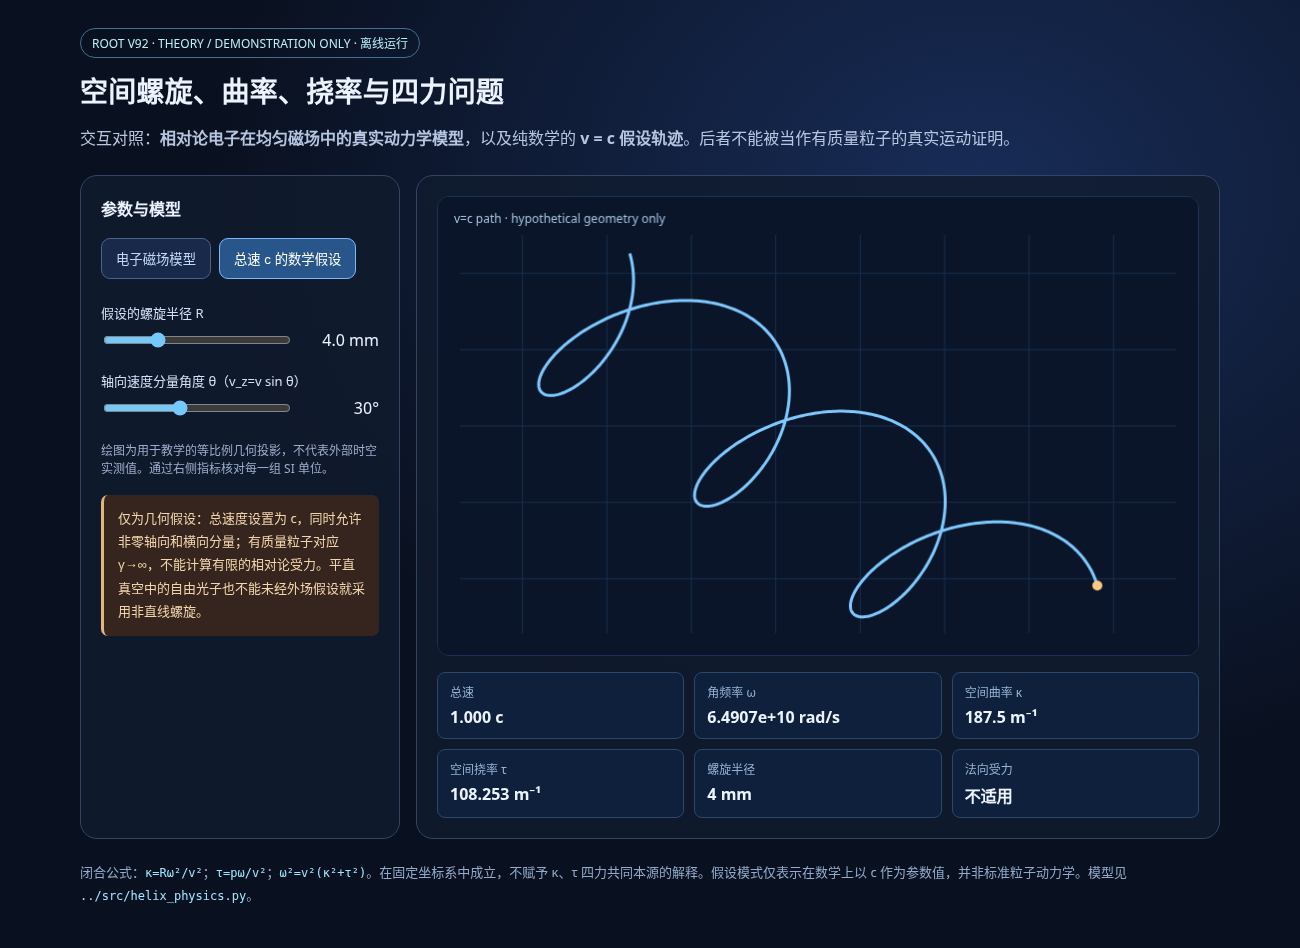 ROOT V92 · THEORY / DEMONSTRATION ONLY · 离线运行
空间螺旋、曲率、挠率与四力问题
交互对照：相对论电子在均匀磁场中的真实动力学模型，以及纯数学的 v = c 假设轨迹。后者不能被当作有质量粒子的真实运动证明。
参数与模型
电子磁场模型
总速 c 的数学假设
假设的螺旋半径 R
4.0 mm
轴向速度分量角度 θ（v_z=v sin θ）
30°
绘图为用于教学的等比例几何投影，不代表外部时空
实测值。通过右侧指标核对每一组 SI 单位。
仅为几何假设：总速度设置为 c，同时允许
非零轴向和横向分量；有质量粒子对应
γ→∞，不能计算有限的相对论受力。平直
真空中的自由光子也不能未经外场假设就采
用非直线螺旋。
v=c path · hypothetical geometry only
总速
1.000 c
角频率 ω
6.4907e+10 rad/s
空间曲率 κ
187.5 m⁻¹
空间挠率 τ
108.253 m⁻¹
螺旋半径
4 mm
法向受力
不适用
闭合公式：κ=Rω²/v²；τ=pω/v²；ω²=v²(κ²+τ²)。在固定坐标系中成立，不赋予 κ、τ 四力共同本源的解释。假设模式仅表示在数学上以 c 作为参数值，并非标准粒子动力学。模型见
../src/helix_physics.py。